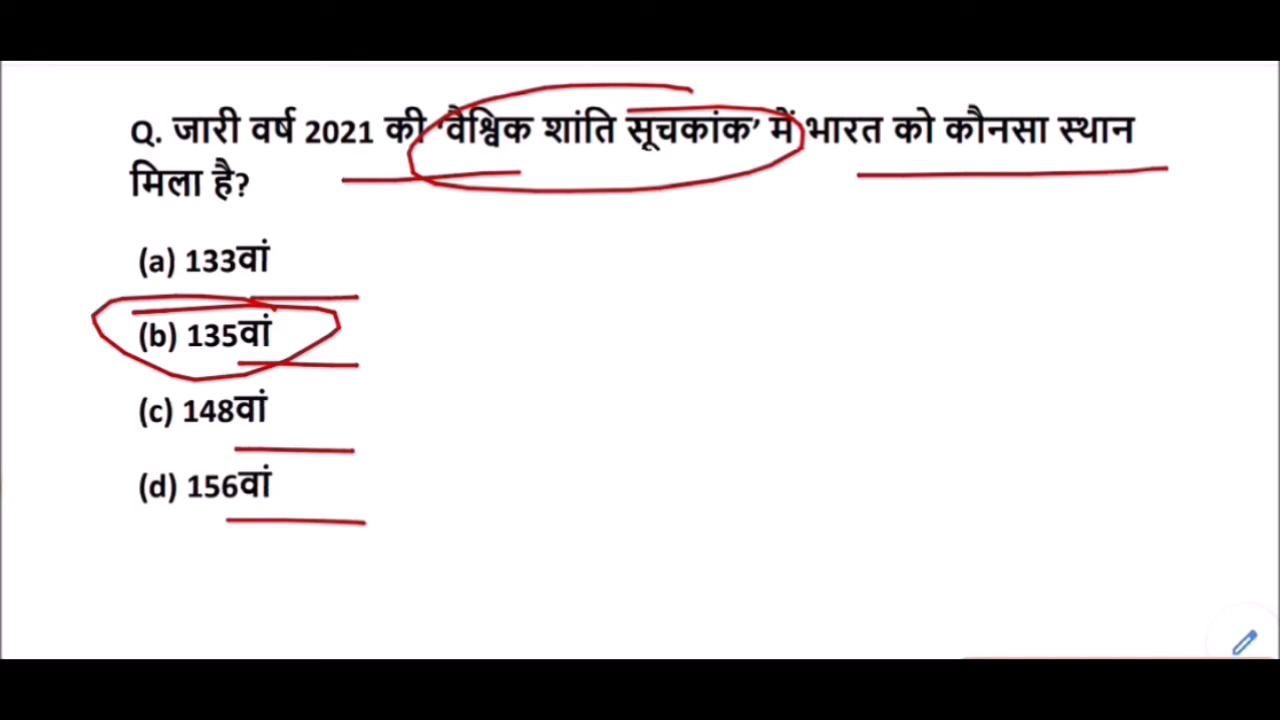 Q. जारी वर्ष 2021 की ‘वैश्विक शांति सूचकांक’ में भारत को कौनसा स्थान
मिला है?
(a) 133वां
(b) 135वां
(c) 148वां
(d) 156वां